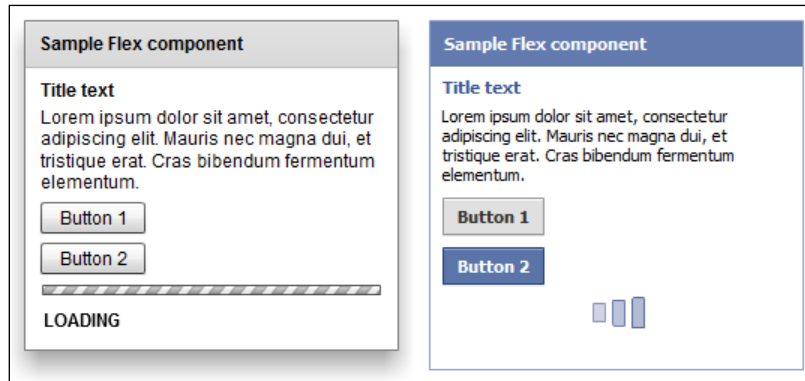 Sample Flex component
Title text
Lorem ipsum dolor sit amet, consectetur
adipiscing elit. Mauris nec magna dui, et
tristique erat. Cras bibendum fermentum
elementum.
Button 1
Button 2
LOADING
Sample Flex component
Title text
Lorem ipsum dolor sit amet, consectetur
adipiscing elit. Mauris nec magna dui, et
tristique erat. Cras bibendum fermentum
elementum.
Button 1
Button 2